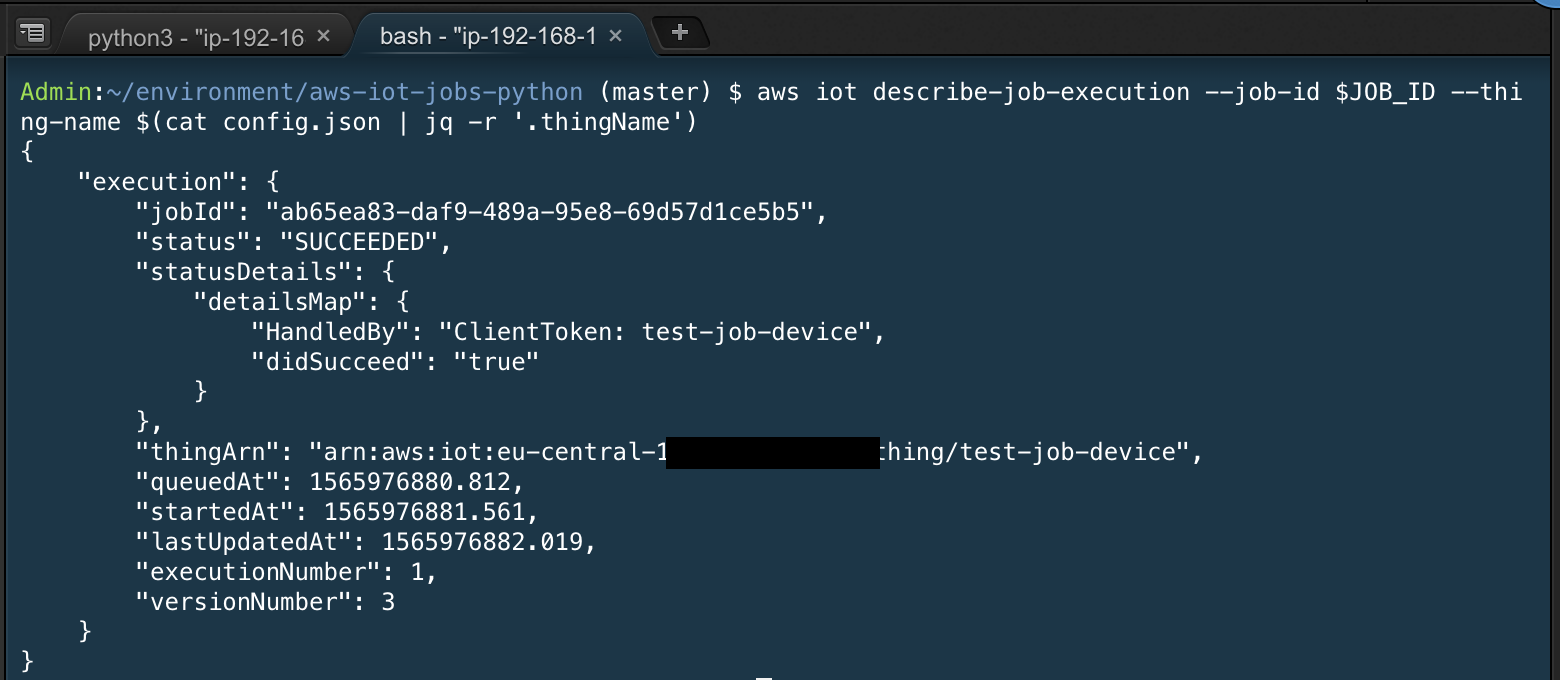 python3 - "ip-192-16 ×
bash - "ip-192-168-1 ×
Admin:~/environment/aws-iot-jobs-python (master) $ aws iot describe-job-execution --job-id $JOB_ID --thi
ng-name $(cat config.json | jq -r '.thingName')
{
    "execution": {
        "jobId": "ab65ea83-daf9-489a-95e8-69d57d1ce5b5",
        "status": "SUCCEEDED",
        "statusDetails": {
            "detailsMap": {
                "HandledBy": "ClientToken: test-job-device",
                "didSucceed": "true"
            }
        },
        "thingArn": "arn:aws:iot:eu-central-1 thing/test-job-device",
        "queuedAt": 1565976880.812,
        "startedAt": 1565976881.561,
        "lastUpdatedAt": 1565976882.019,
        "executionNumber": 1,
        "versionNumber": 3
    }
}